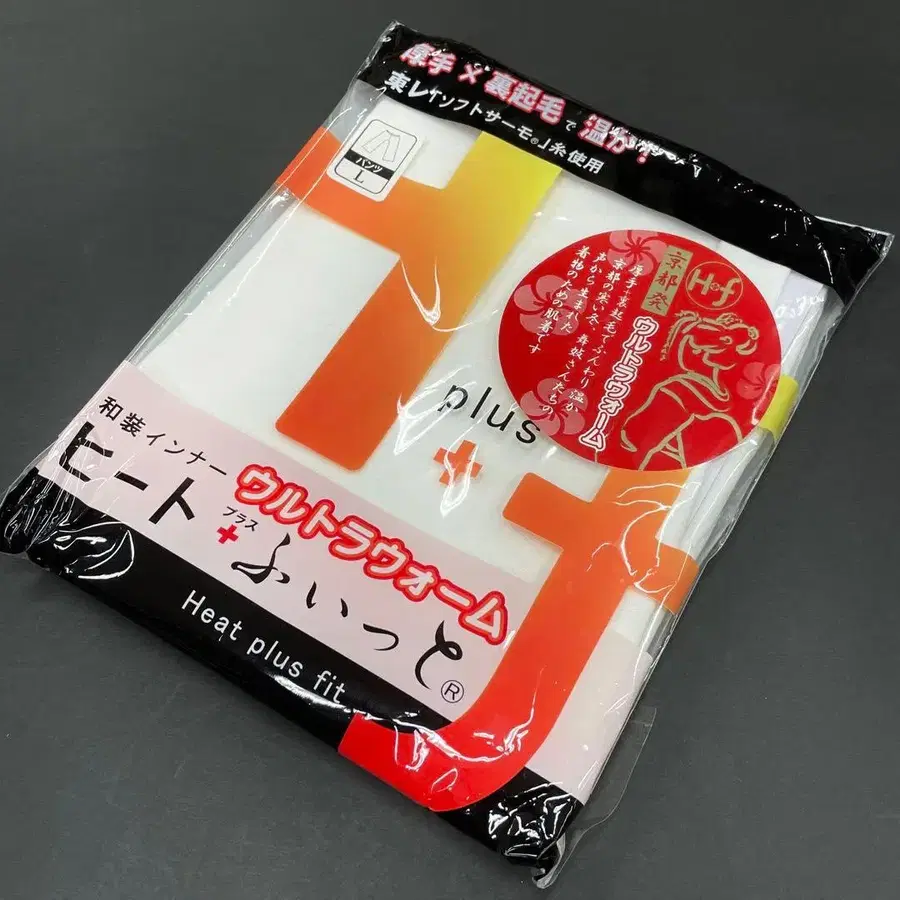 厚手×裏起毛で温か!
東レ「ソフトサーモ®」糸使用
パンツ
L
H+f
京都発
ウルトラウォーム
厚手+裏起毛でふんわり温か
京都の寒い冬、舞妓さんたちの
声から生まれた
着物のための肌着です
plus
+
和装インナー
ウルトラウォーム
ヒート
プラス
+
ふぃっと®
Heat plus fit